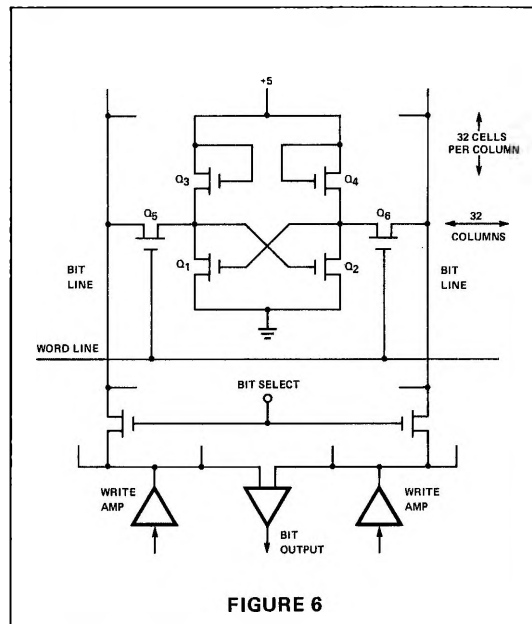 +5
32 CELLS
PER COLUMN
Q3
Q4
Q5
Q6
32
COLUMNS
Q1
Q2
BIT
LINE
BIT
LINE
WORD LINE
BIT SELECT
WRITE
AMP
WRITE
AMP
BIT
OUTPUT
FIGURE 6